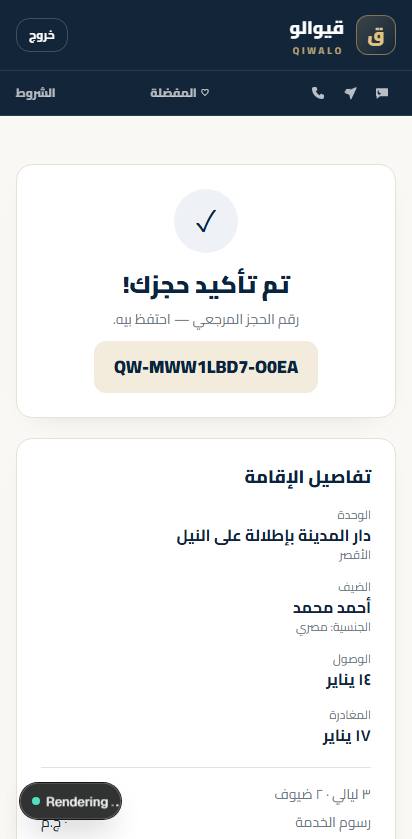 ق
قيوالو
QIWALO
خروج
♡ المفضلة
الشروط
✓
تم تأكيد حجزك!
رقم الحجز المرجعي — احتفظ بيه.
QW-MWW1LBD7-O0EA
تفاصيل الإقامة
الوحدة
دار المدينة بإطلالة على النيل
الأقصر
الضيف
أحمد محمد
الجنسية: مصري
الوصول
١٤ يناير
المغادرة
١٧ يناير
٣ ليالي · ٢ ضيوف
رسوم الخدمة
٠ ج.م
Rendering ...